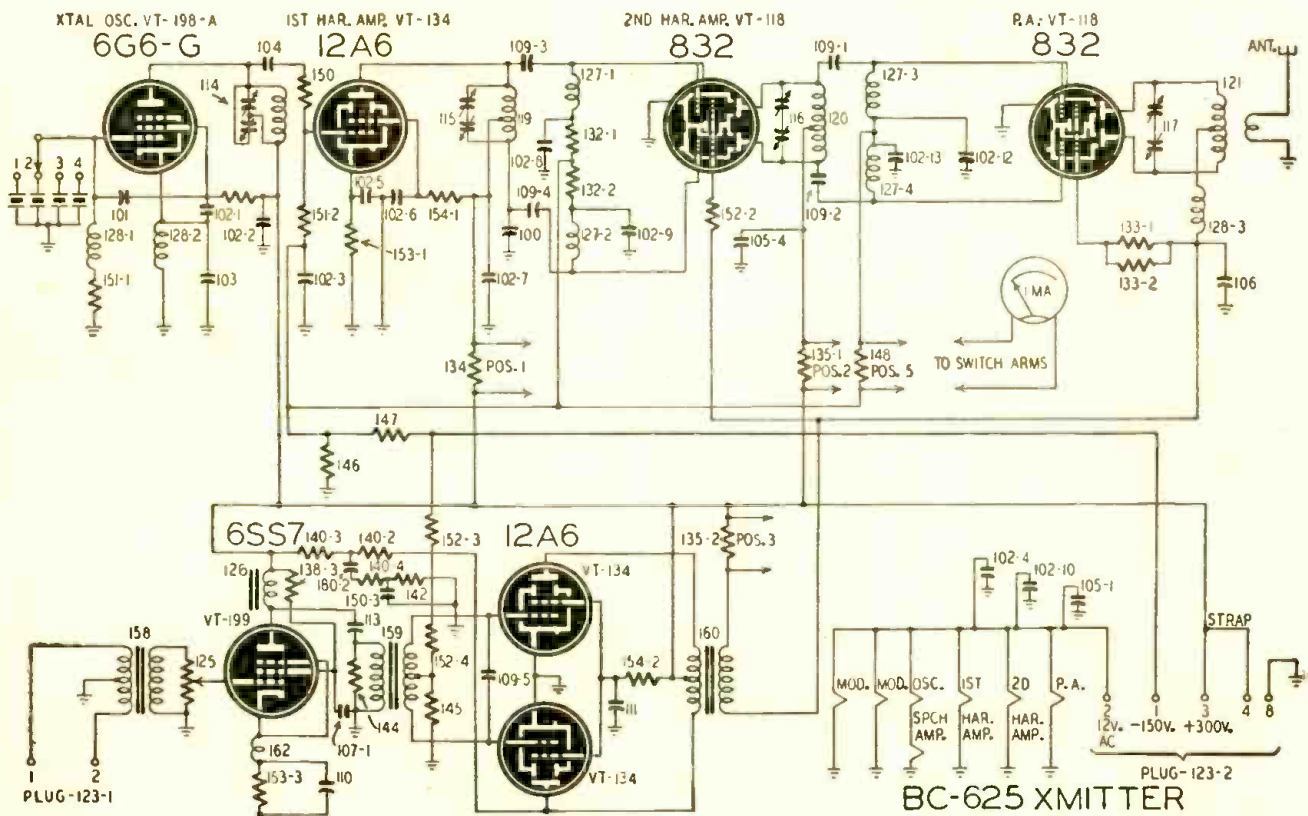 XTAL OSC. VT-198-A
1ST HAR. AMP. VT-134
2ND HAR. AMP. VT-118
P.A. VT-118
6G6-G
12A6
832
832
ANT.
104
150
109-3
127-1
109-1
127-3
121
114
115
119
116
120
117
132-1
102-8
132-2
102-13
102-12
1 2 3 4
101
102-1
102-2
151-2
102-5
102-6
154-1
109-4
100
127-2
102-9
152-2
109-2
127-4
105-4
128-3
128-1
128-2
151-1
103
102-3
153-1
102-7
133-1
133-2
106
1 MA
134
POS. 1
135-1
POS. 2
148
POS. 5
TO SWITCH ARMS
147
146
6SS7
12A6
140-3
140-2
152-3
135-2
POS. 3
126
138-3
180-2
140-4
142
150-3
VT-134
102-4
102-10
105-1
VT-199
113
159
160
STRAP
158
125
152-4
109-5
154-2
145
111
144
107-1
162
153-3
110
VT-134
MOD.
MOD.
OSC.
SPCH AMP.
1ST HAR. AMP.
2D HAR. AMP.
P.A.
2
1
3
4
8
12V. AC
-150V.
+300V.
1
2
PLUG-123-1
PLUG-123-2
BC-625 XMITTER